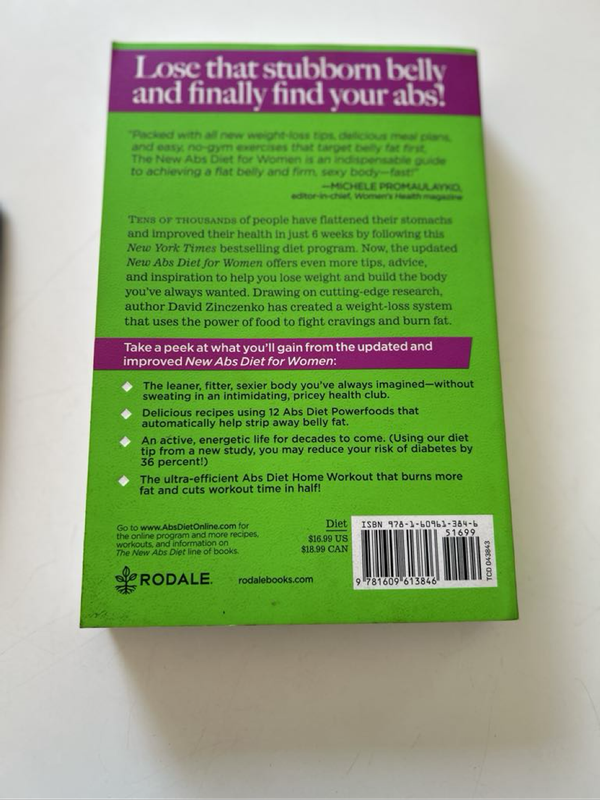 Lose that stubborn belly
and finally find your abs!
"Packed with all new weight-loss tips, delicious meal plans,
and easy, no-gym exercises that target belly fat first,
The New Abs Diet for Women is an indispensable guide
to achieving a flat belly and firm, sexy body—fast!"
—MICHELE PROMAULAYKO,
editor-in-chief, Women's Health magazine
TENS OF THOUSANDS of people have flattened their stomachs
and improved their health in just 6 weeks by following this
New York Times bestselling diet program. Now, the updated
New Abs Diet for Women offers even more tips, advice,
and inspiration to help you lose weight and build the body
you've always wanted. Drawing on cutting-edge research,
author David Zinczenko has created a weight-loss system
that uses the power of food to fight cravings and burn fat.
Take a peek at what you'll gain from the updated and
improved New Abs Diet for Women:
The leaner, fitter, sexier body you've always imagined—without
sweating in an intimidating, pricey health club.
Delicious recipes using 12 Abs Diet Powerfoods that
automatically help strip away belly fat.
An active, energetic life for decades to come. (Using our diet
tip from a new study, you may reduce your risk of diabetes by
36 percent!)
The ultra-efficient Abs Diet Home Workout that burns more
fat and cuts workout time in half!
Go to www.AbsDietOnline.com for
the online program and more recipes,
workouts, and information on
The New Abs Diet line of books.
Diet
$16.99 US
$18.99 CAN
ISBN 978-1-60961-384-6
51699
9 781609 613846
TCD 043843
RODALE
rodalebooks.com